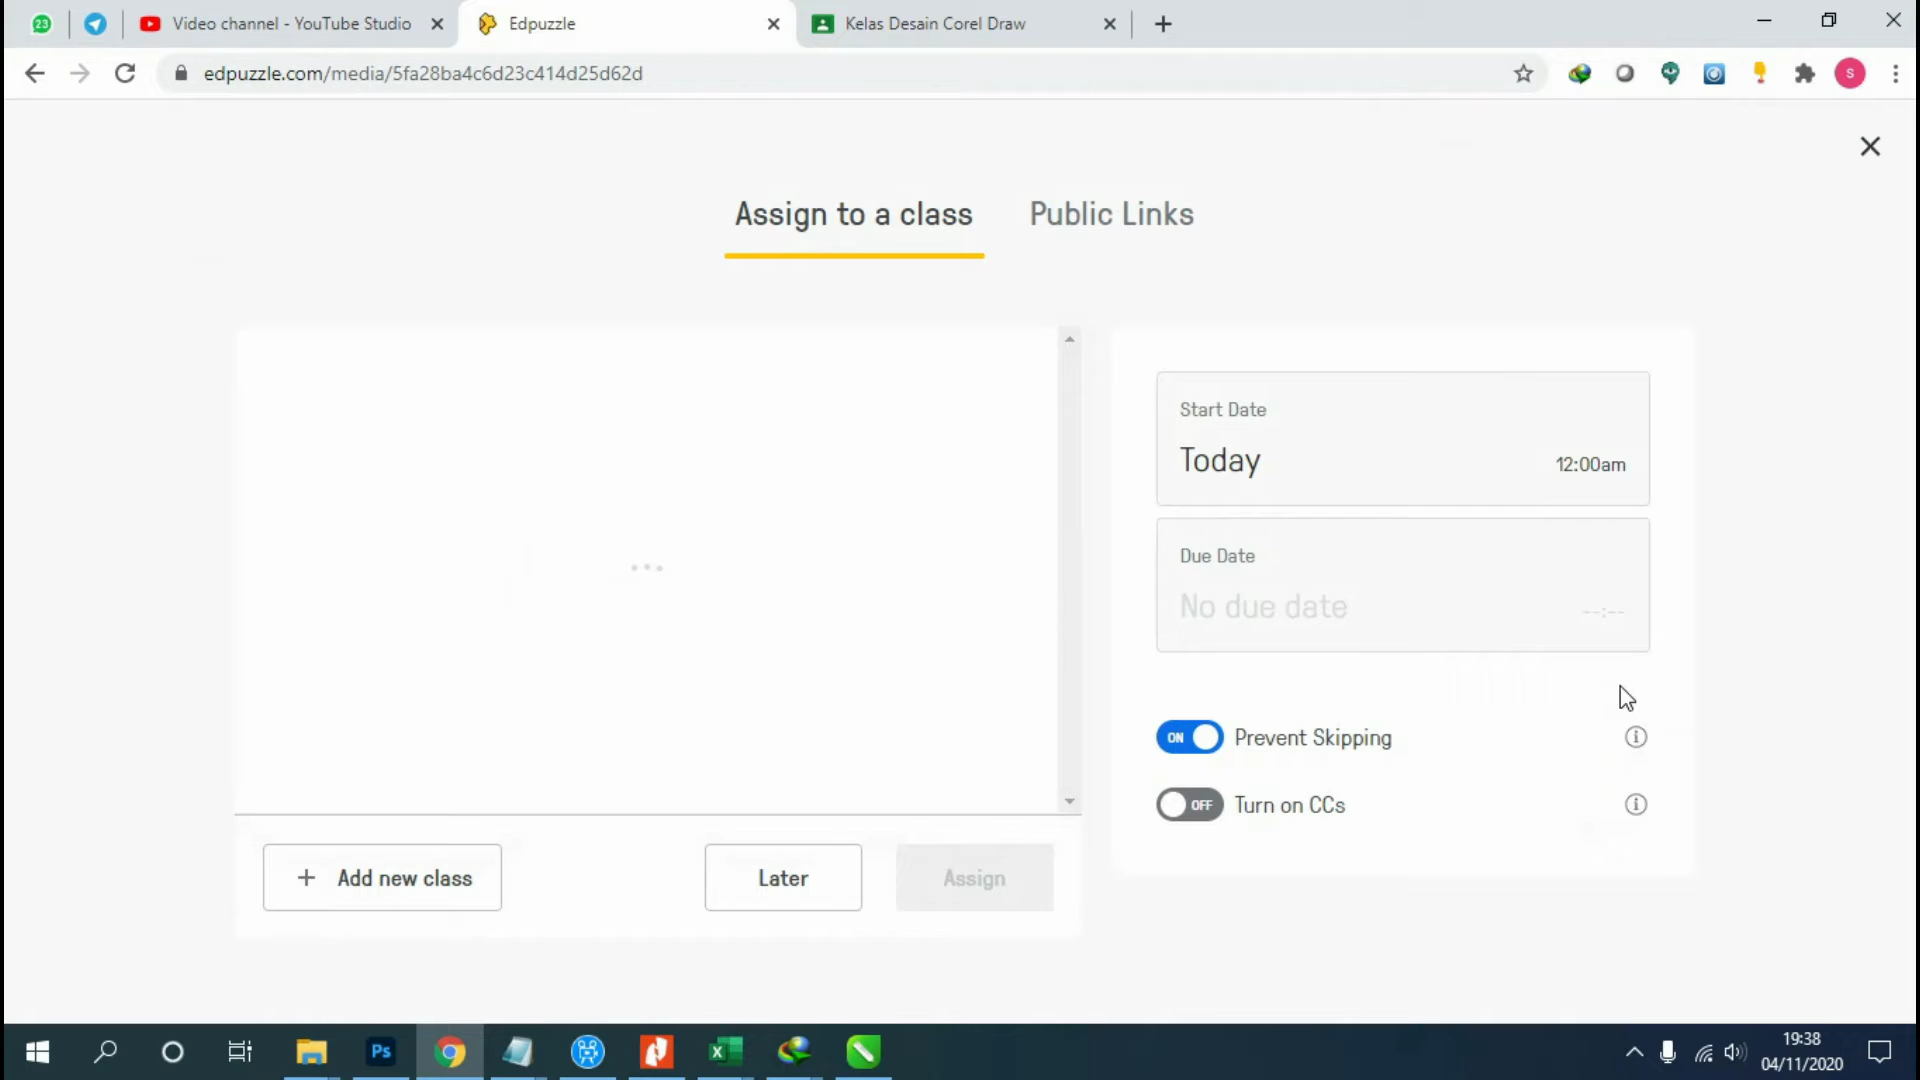 23
Video channel - YouTube Studio
Edpuzzle
Kelas Desain Corel Draw
edpuzzle.com/media/5fa28ba4c6d23c414d25d62d
S
Assign to a class
Public Links
Start Date
Today
12:00am
Due Date
No due date
--:--
ON
Prevent Skipping
OFF
Turn on CCs
+ Add new class
Later
Assign
Ps
19:38
04/11/2020